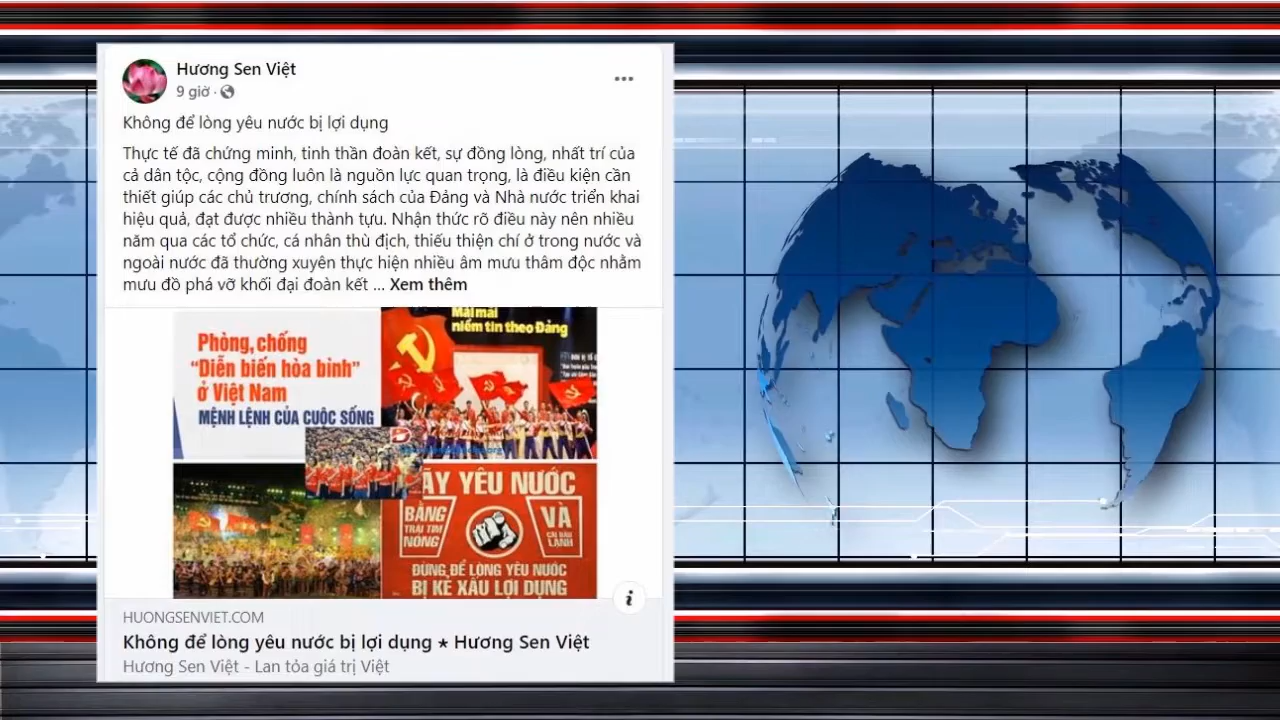 Hương Sen Việt
9 giờ ·
Không để lòng yêu nước bị lợi dụng
Thực tế đã chứng minh, tinh thần đoàn kết, sự đồng lòng, nhất trí của
cả dân tộc, cộng đồng luôn là nguồn lực quan trọng, là điều kiện cần
thiết giúp các chủ trương, chính sách của Đảng và Nhà nước triển khai
hiệu quả, đạt được nhiều thành tựu. Nhận thức rõ điều này nên nhiều
năm qua các tổ chức, cá nhân thù địch, thiếu thiện chí ở trong nước và
ngoài nước đã thường xuyên thực hiện nhiều âm mưu thâm độc nhằm
mưu đồ phá vỡ khối đại đoàn kết ... Xem thêm
Phòng, chống
“Diễn biến hòa bình”
ở Việt Nam
MỆNH LỆNH CỦA CUỘC SỐNG
Mãi mãi
niềm tin theo Đảng
ÃY YÊU NƯỚC
BẰNG
TRÁI TIM
NÓNG
VÀ
CÁI ĐẦU
LẠNH
ĐỪNG ĐỂ LÒNG YÊU NƯỚC
BỊ KẺ XẤU LỢI DỤNG
HUONGSENVIET.COM
Không để lòng yêu nước bị lợi dụng ★ Hương Sen Việt
Hương Sen Việt - Lan tỏa giá trị Việt